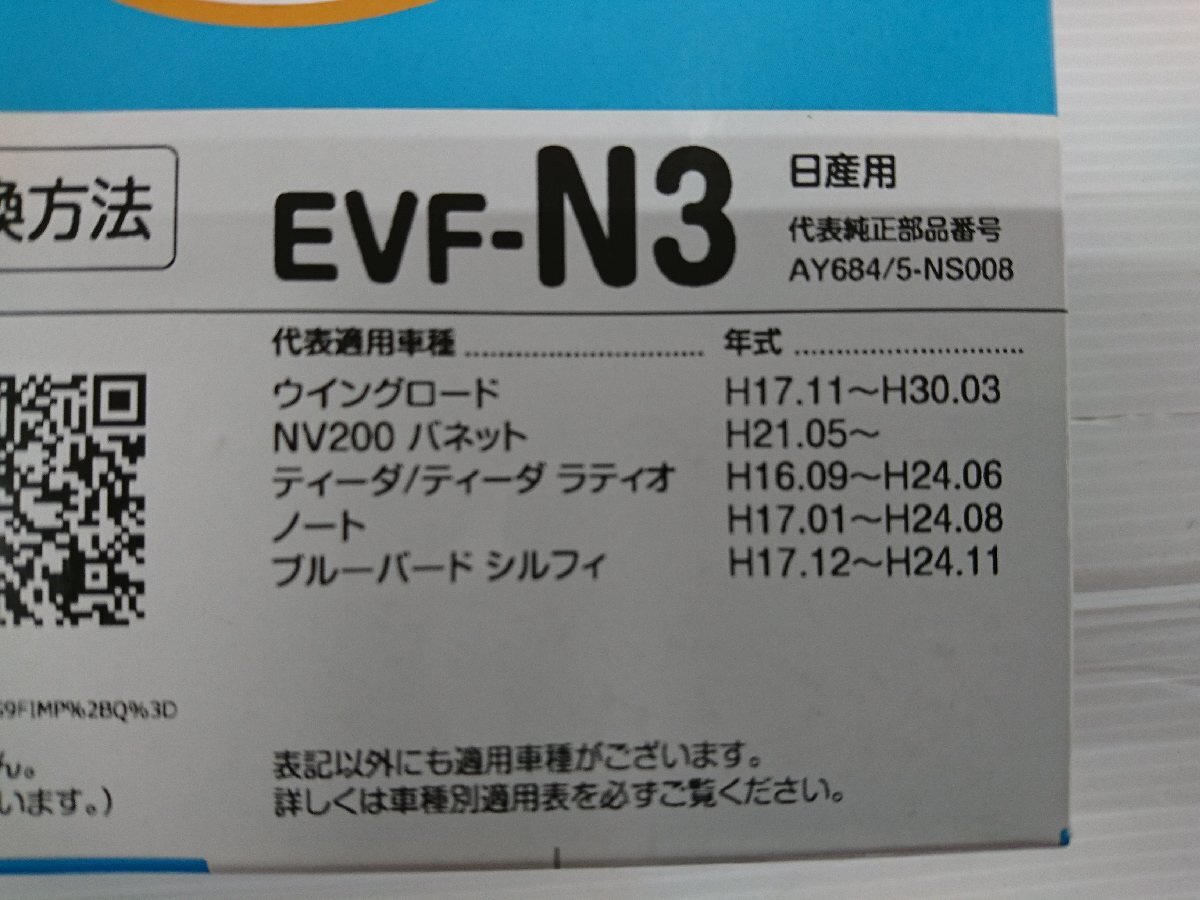 換方法
EVF-N3
日産用
代表純正部品番号
AY684/5-NS008
代表適用車種 年式
ウイングロード H17.11～H30.03
NV200 バネット H21.05～
ティーダ/ティーダ ラティオ H16.09～H24.06
ノート H17.01～H24.08
ブルーバード シルフィ H17.12～H24.11
9FIMP%2BQ%3D
ん。
います。)
表記以外にも適用車種がございます。
詳しくは車種別適用表を必ずご覧ください。